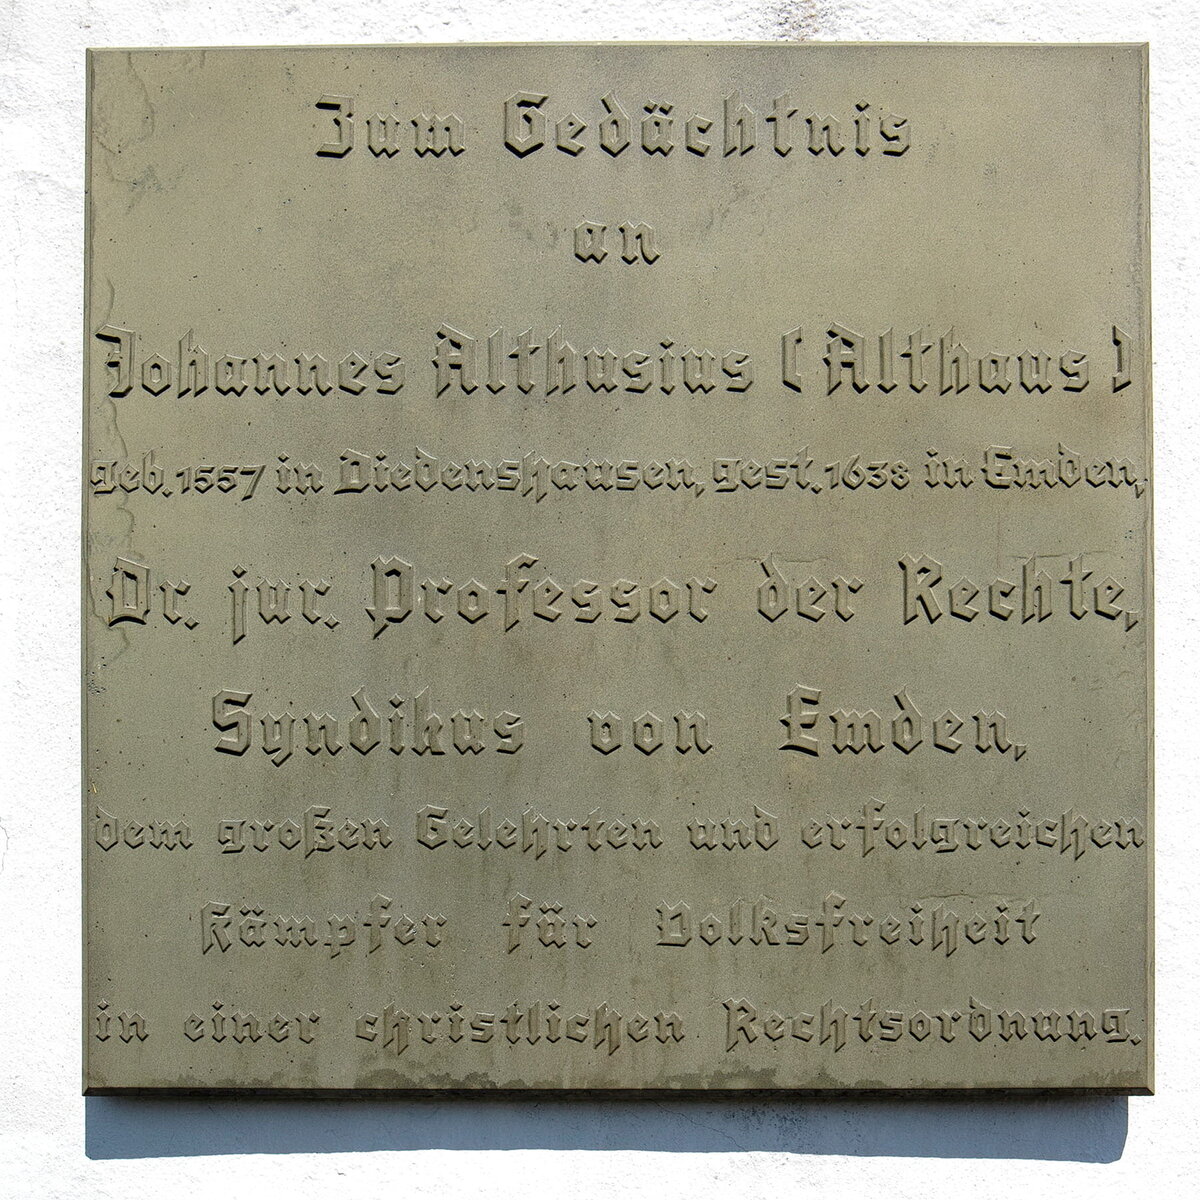 Zum Gedächtnis
an
Johannes Althusius (Althaus)
geb. 1557 in Diedenshausen, gest. 1638 in Emden,
Dr. jur. Professor der Rechte,
Syndikus von Emden,
dem großen Gelehrten und erfolgreichen
Kämpfer für Volksfreiheit
in einer christlichen Rechtsordnung.